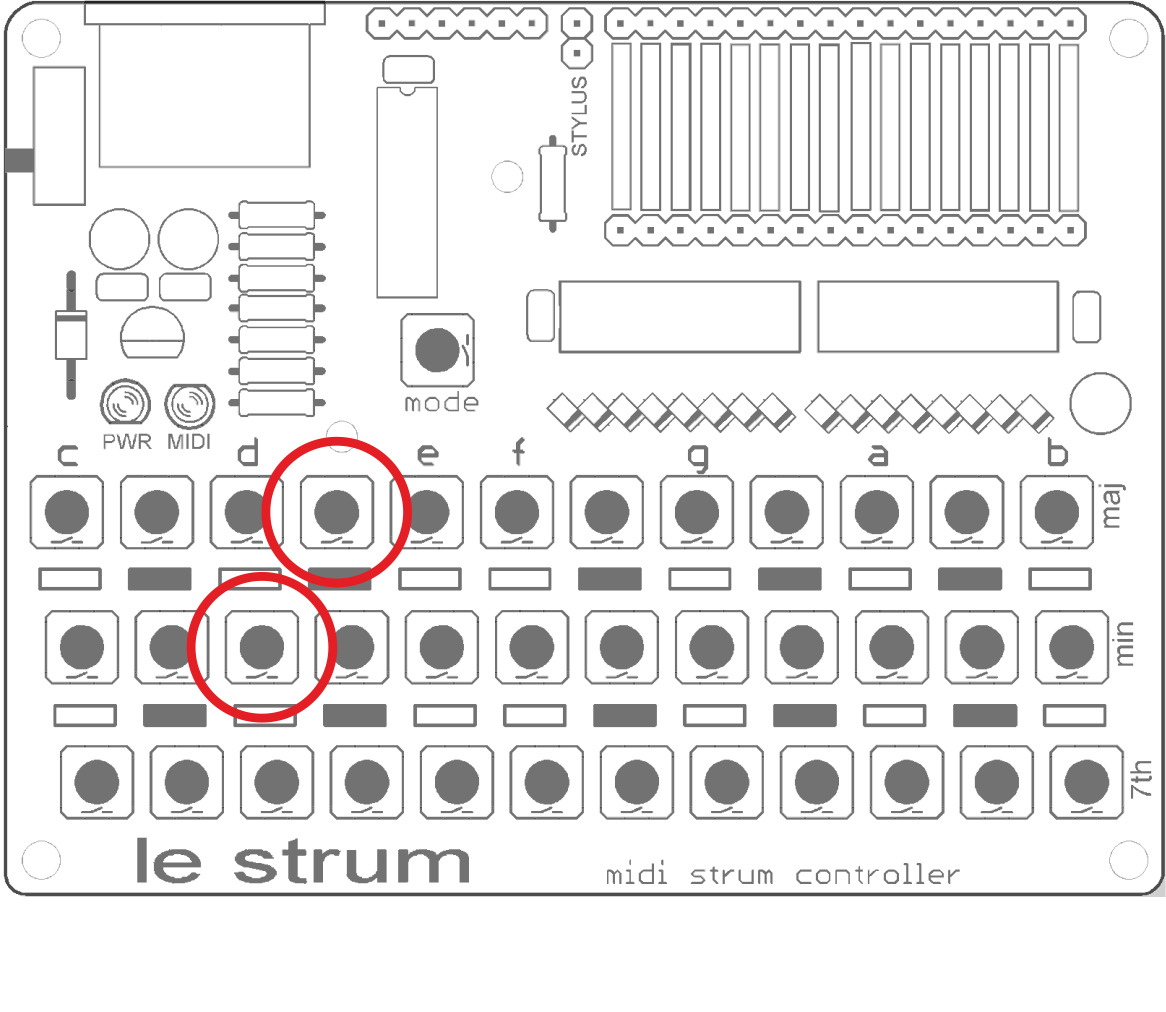 STYLUS
mode
PWR MIDI
c d e f g a b
maj
min
7th
le strum
midi strum controller